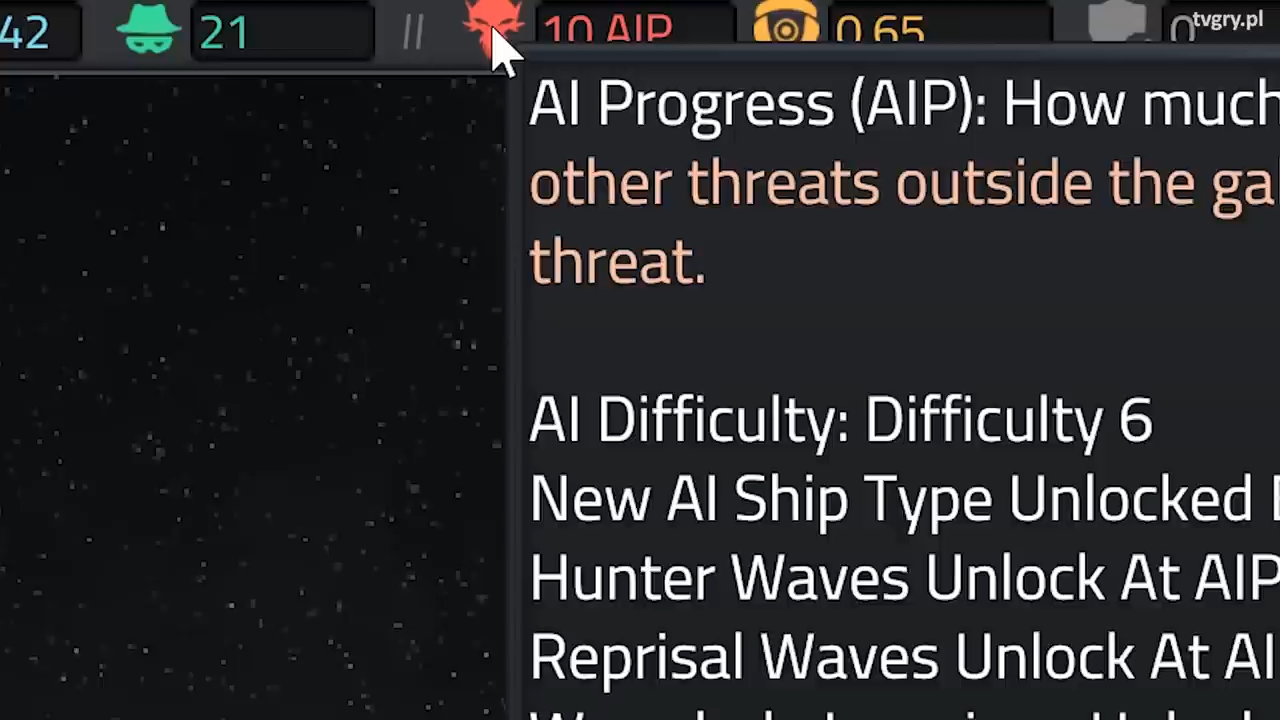 42 21 // 10 AIP 0.65 0 tvgry.pl
AI Progress (AIP): How much
other threats outside the ga
threat.
AI Difficulty: Difficulty 6
New AI Ship Type Unlocked
Hunter Waves Unlock At AIP
Reprisal Waves Unlock At AI